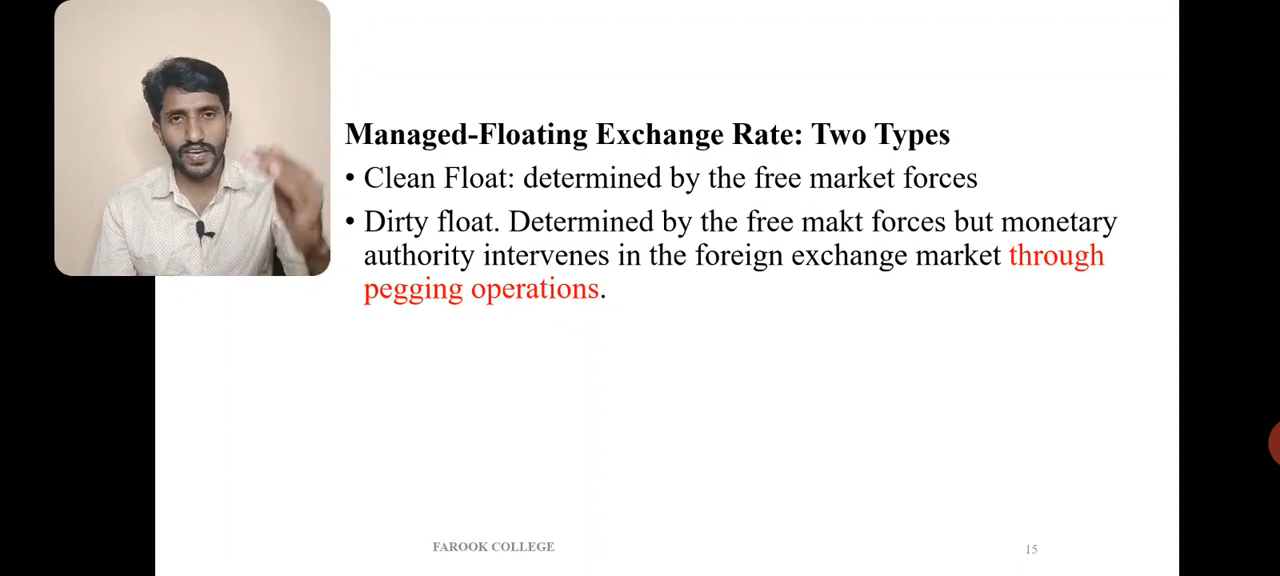 Managed-Floating Exchange Rate: Two Types
• Clean Float: determined by the free market forces
• Dirty float. Determined by the free makt forces but monetary
authority intervenes in the foreign exchange market through
pegging operations.
FAROOK COLLEGE
15